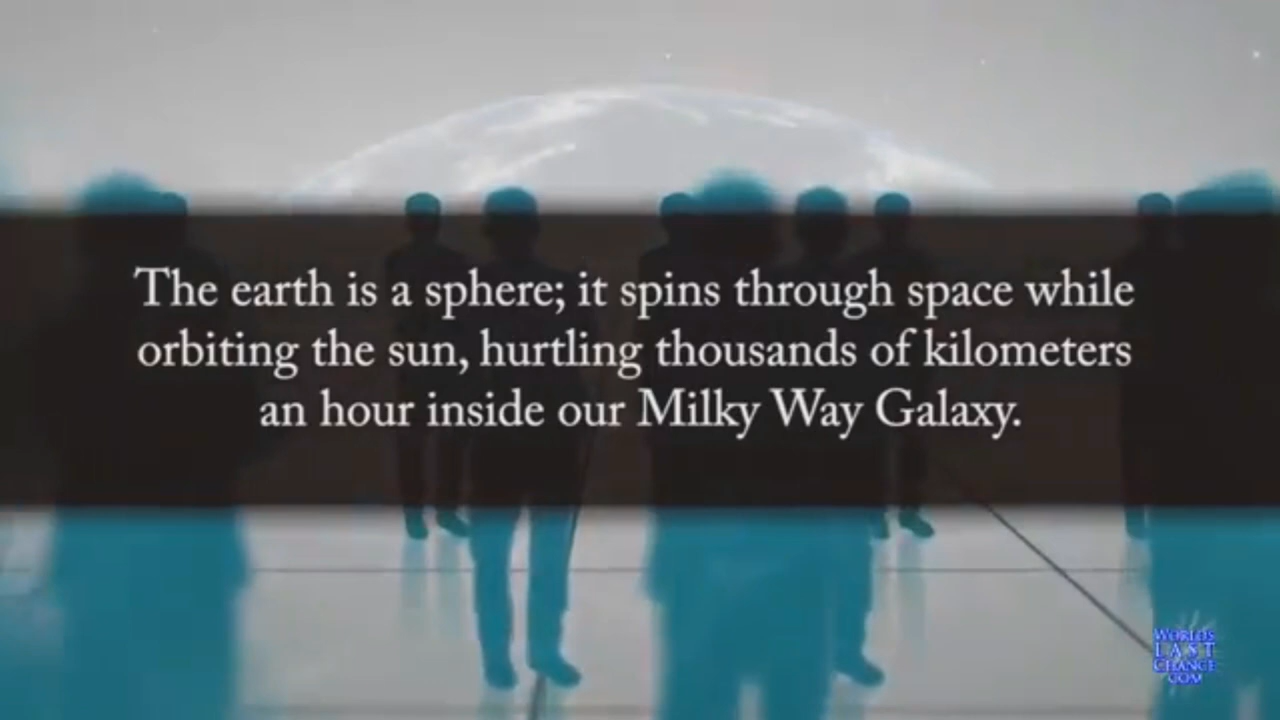 The earth is a sphere; it spins through space while
orbiting the sun, hurtling thousands of kilometers
an hour inside our Milky Way Galaxy.
WORLD'S
LAST
CHANCE
.COM